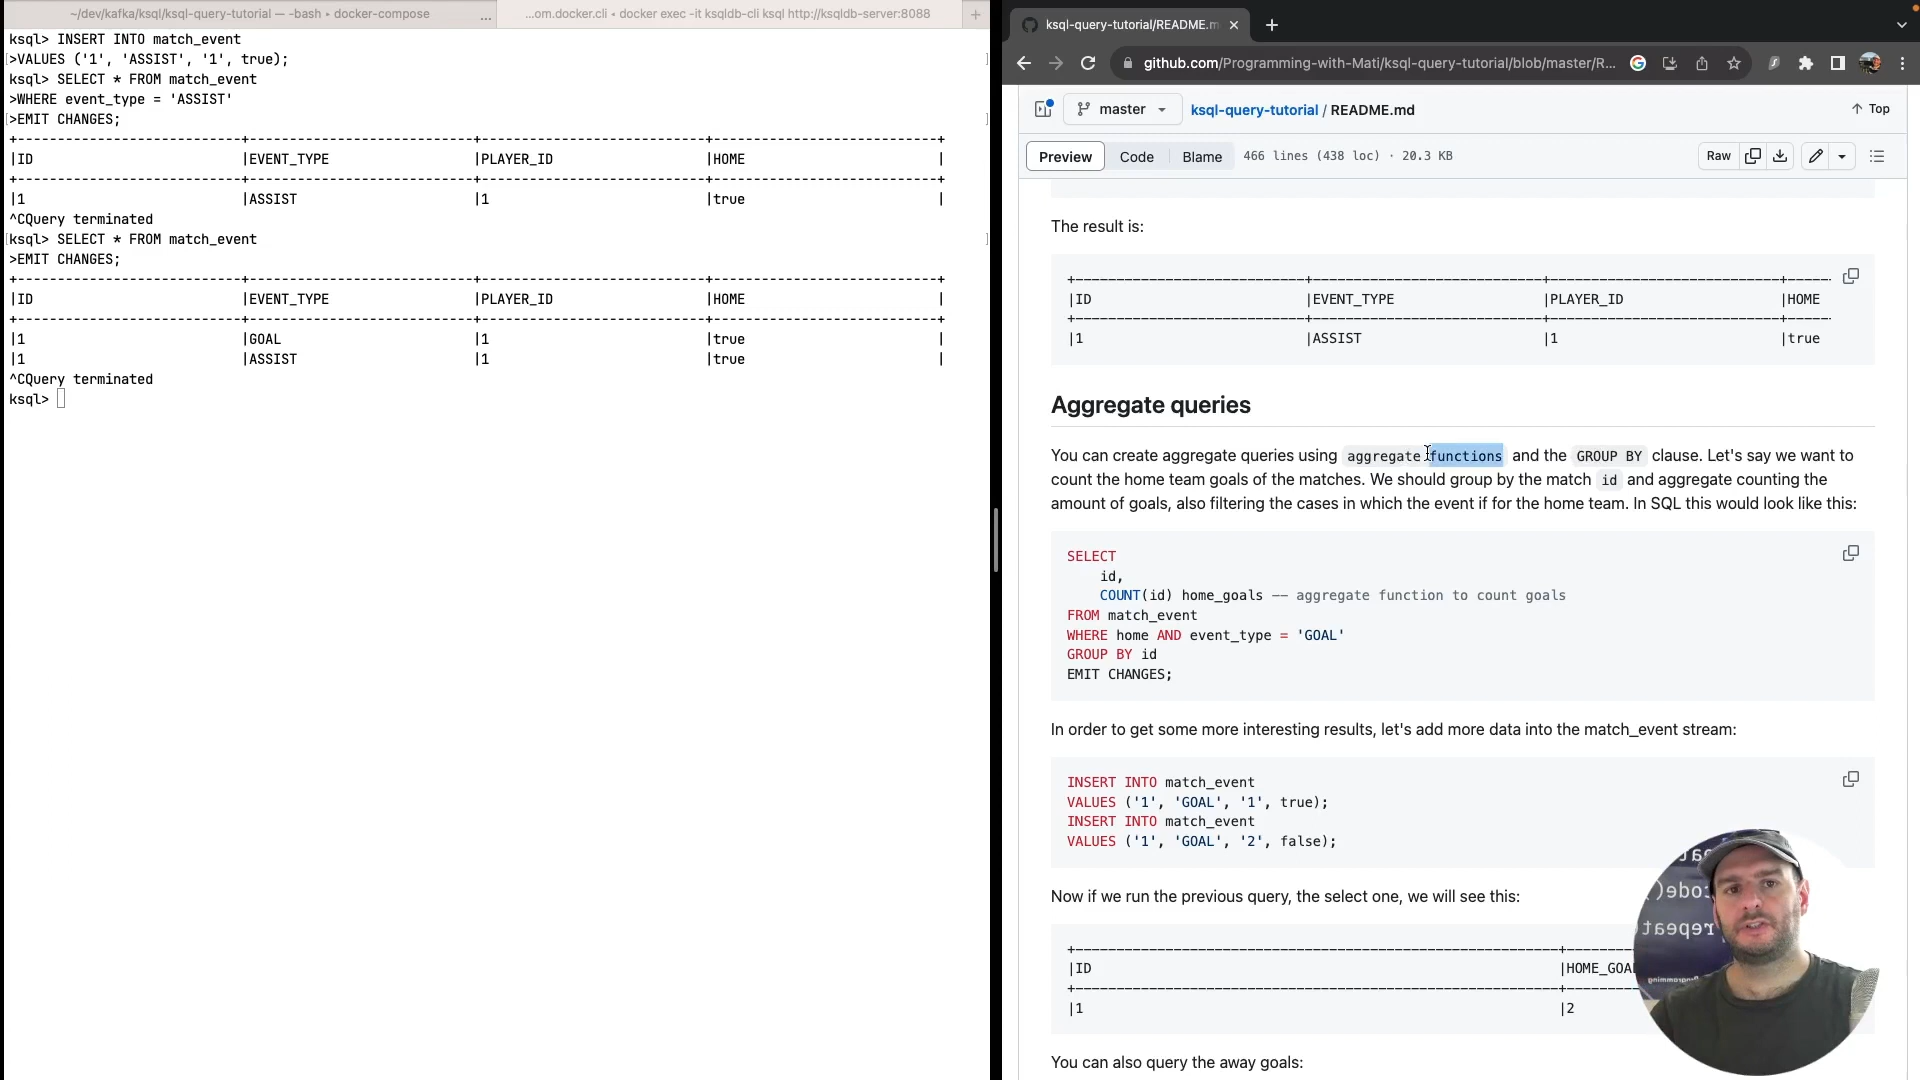 ~/dev/kafka/ksql/ksql-query-tutorial — -bash • docker-compose
...om.docker.cli • docker exec -it ksqldb-cli ksql http://ksqldb-server:8088
ksql> INSERT INTO match_event
>VALUES ('1', 'ASSIST', '1', true);
ksql> SELECT * FROM match_event
>WHERE event_type = 'ASSIST'
>EMIT CHANGES;
|ID |EVENT_TYPE |PLAYER_ID |HOME |
|1 |ASSIST |1 |true |
^CQuery terminated
ksql> SELECT * FROM match_event
>EMIT CHANGES;
|ID |EVENT_TYPE |PLAYER_ID |HOME |
|1 |GOAL |1 |true |
|1 |ASSIST |1 |true |
^CQuery terminated
ksql>
ksql-query-tutorial/README.m
github.com/Programming-with-Mati/ksql-query-tutorial/blob/master/R...
master
ksql-query-tutorial / README.md
Top
Preview Code Blame 466 lines (438 loc) · 20.3 KB
Raw
The result is:
|ID |EVENT_TYPE |PLAYER_ID |HOME
|1 |ASSIST |1 |true
Aggregate queries
You can create aggregate queries using aggregate functions and the GROUP BY clause. Let's say we want to
count the home team goals of the matches. We should group by the match id and aggregate counting the
amount of goals, also filtering the cases in which the event if for the home team. In SQL this would look like this:
SELECT
id,
COUNT(id) home_goals -- aggregate function to count goals
FROM match_event
WHERE home AND event_type = 'GOAL'
GROUP BY id
EMIT CHANGES;
In order to get some more interesting results, let's add more data into the match_event stream:
INSERT INTO match_event
VALUES ('1', 'GOAL', '1', true);
INSERT INTO match_event
VALUES ('1', 'GOAL', '2', false);
Now if we run the previous query, the select one, we will see this:
|ID |HOME_GOA
|1 |2
You can also query the away goals: